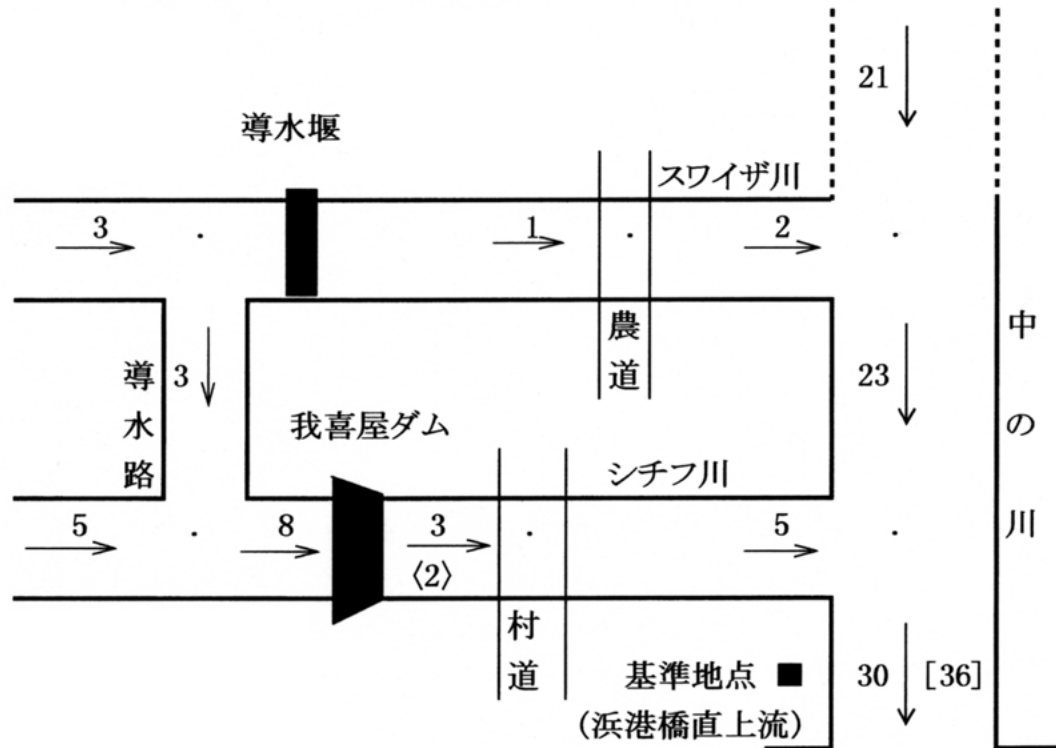 21
導水堰
スワイザ川
3
1
2
農道
中の川
導水路
3
23
我喜屋ダム
シチフ川
5
8
3
〈2〉
5
村道
基準地点
(浜港橋直上流)
30
[36]